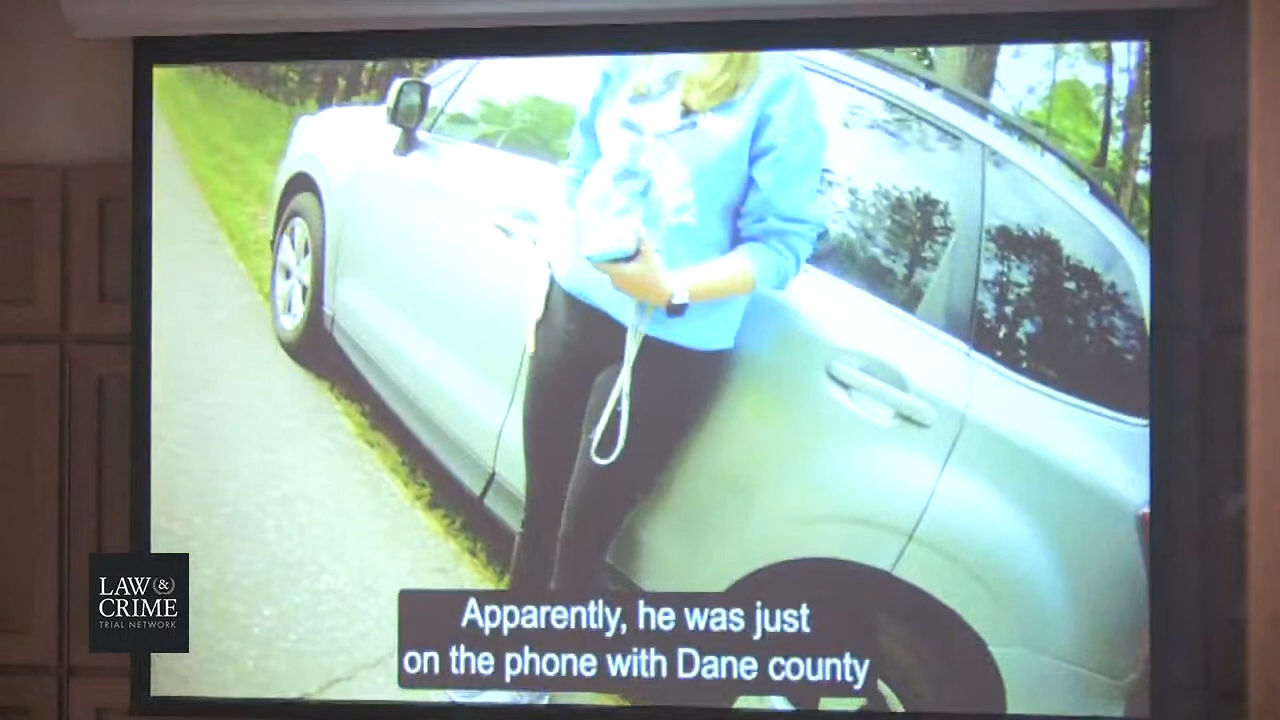 LAW &
CRIME
TRIAL NETWORK
Apparently, he was just
on the phone with Dane county